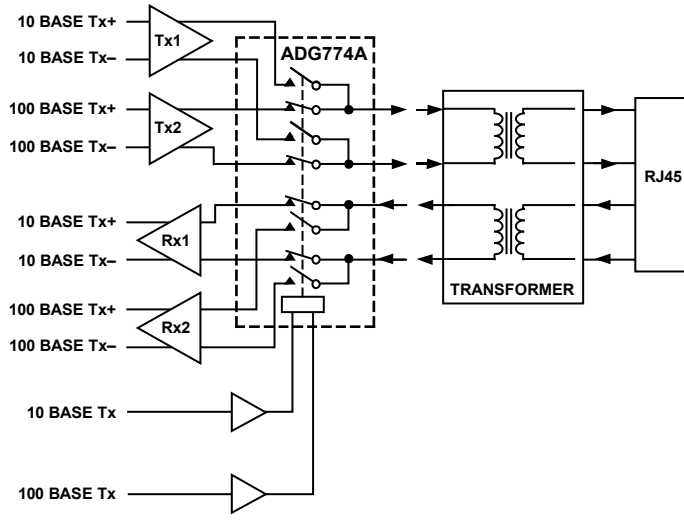 10 BASE Tx+
10 BASE Tx–
Tx1
ADG774A
100 BASE Tx+
100 BASE Tx–
Tx2
10 BASE Tx+
10 BASE Tx–
Rx1
100 BASE Tx+
100 BASE Tx–
Rx2
TRANSFORMER
RJ45
10 BASE Tx
100 BASE Tx